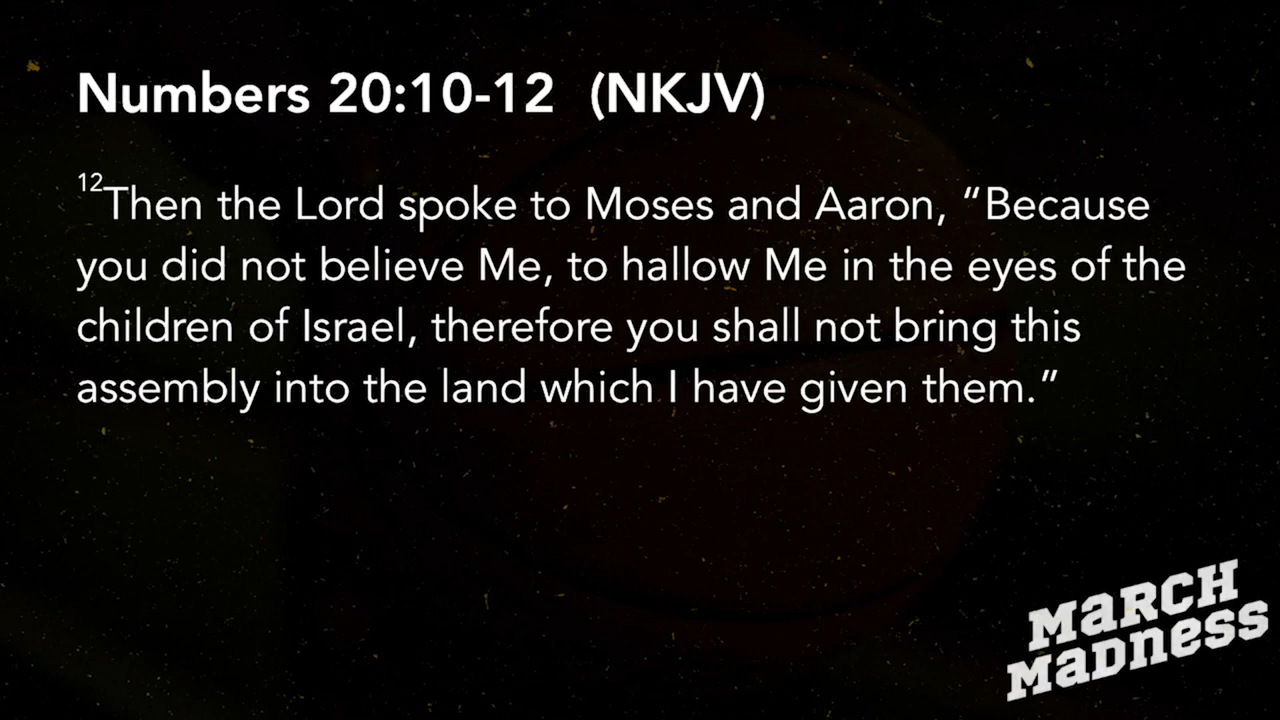 Numbers 20:10-12 (NKJV)
12Then the Lord spoke to Moses and Aaron, “Because
you did not believe Me, to hallow Me in the eyes of the
children of Israel, therefore you shall not bring this
assembly into the land which I have given them.”
MaRCH
MaDness